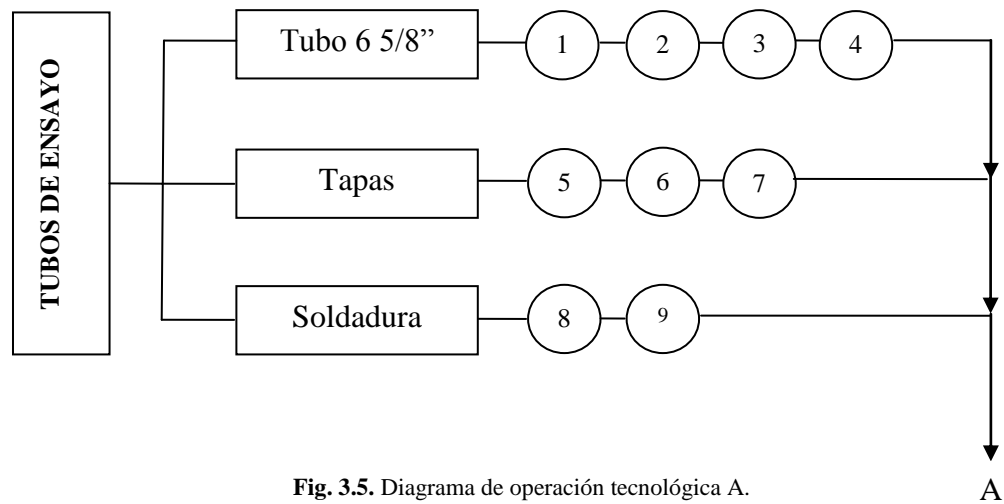 TUBOS DE ENSAYO
Tubo 6 5/8”
1
2
3
4
Tapas
5
6
7
Soldadura
8
9
Fig. 3.5. Diagrama de operación tecnológica A.
A